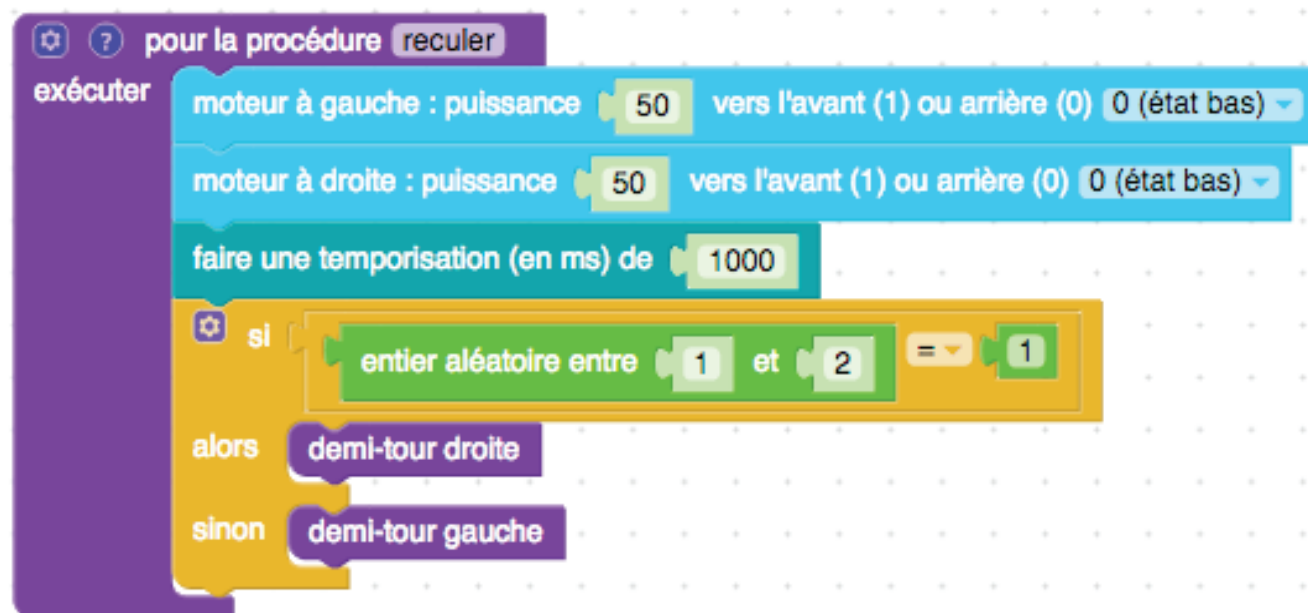 ? pour la procédure reculer
exécuter
moteur à gauche : puissance 50 vers l'avant (1) ou arrière (0) 0 (état bas)
moteur à droite : puissance 50 vers l'avant (1) ou arrière (0) 0 (état bas)
faire une temporisation (en ms) de 1000
si entier aléatoire entre 1 et 2 = 1
alors demi-tour droite
sinon demi-tour gauche